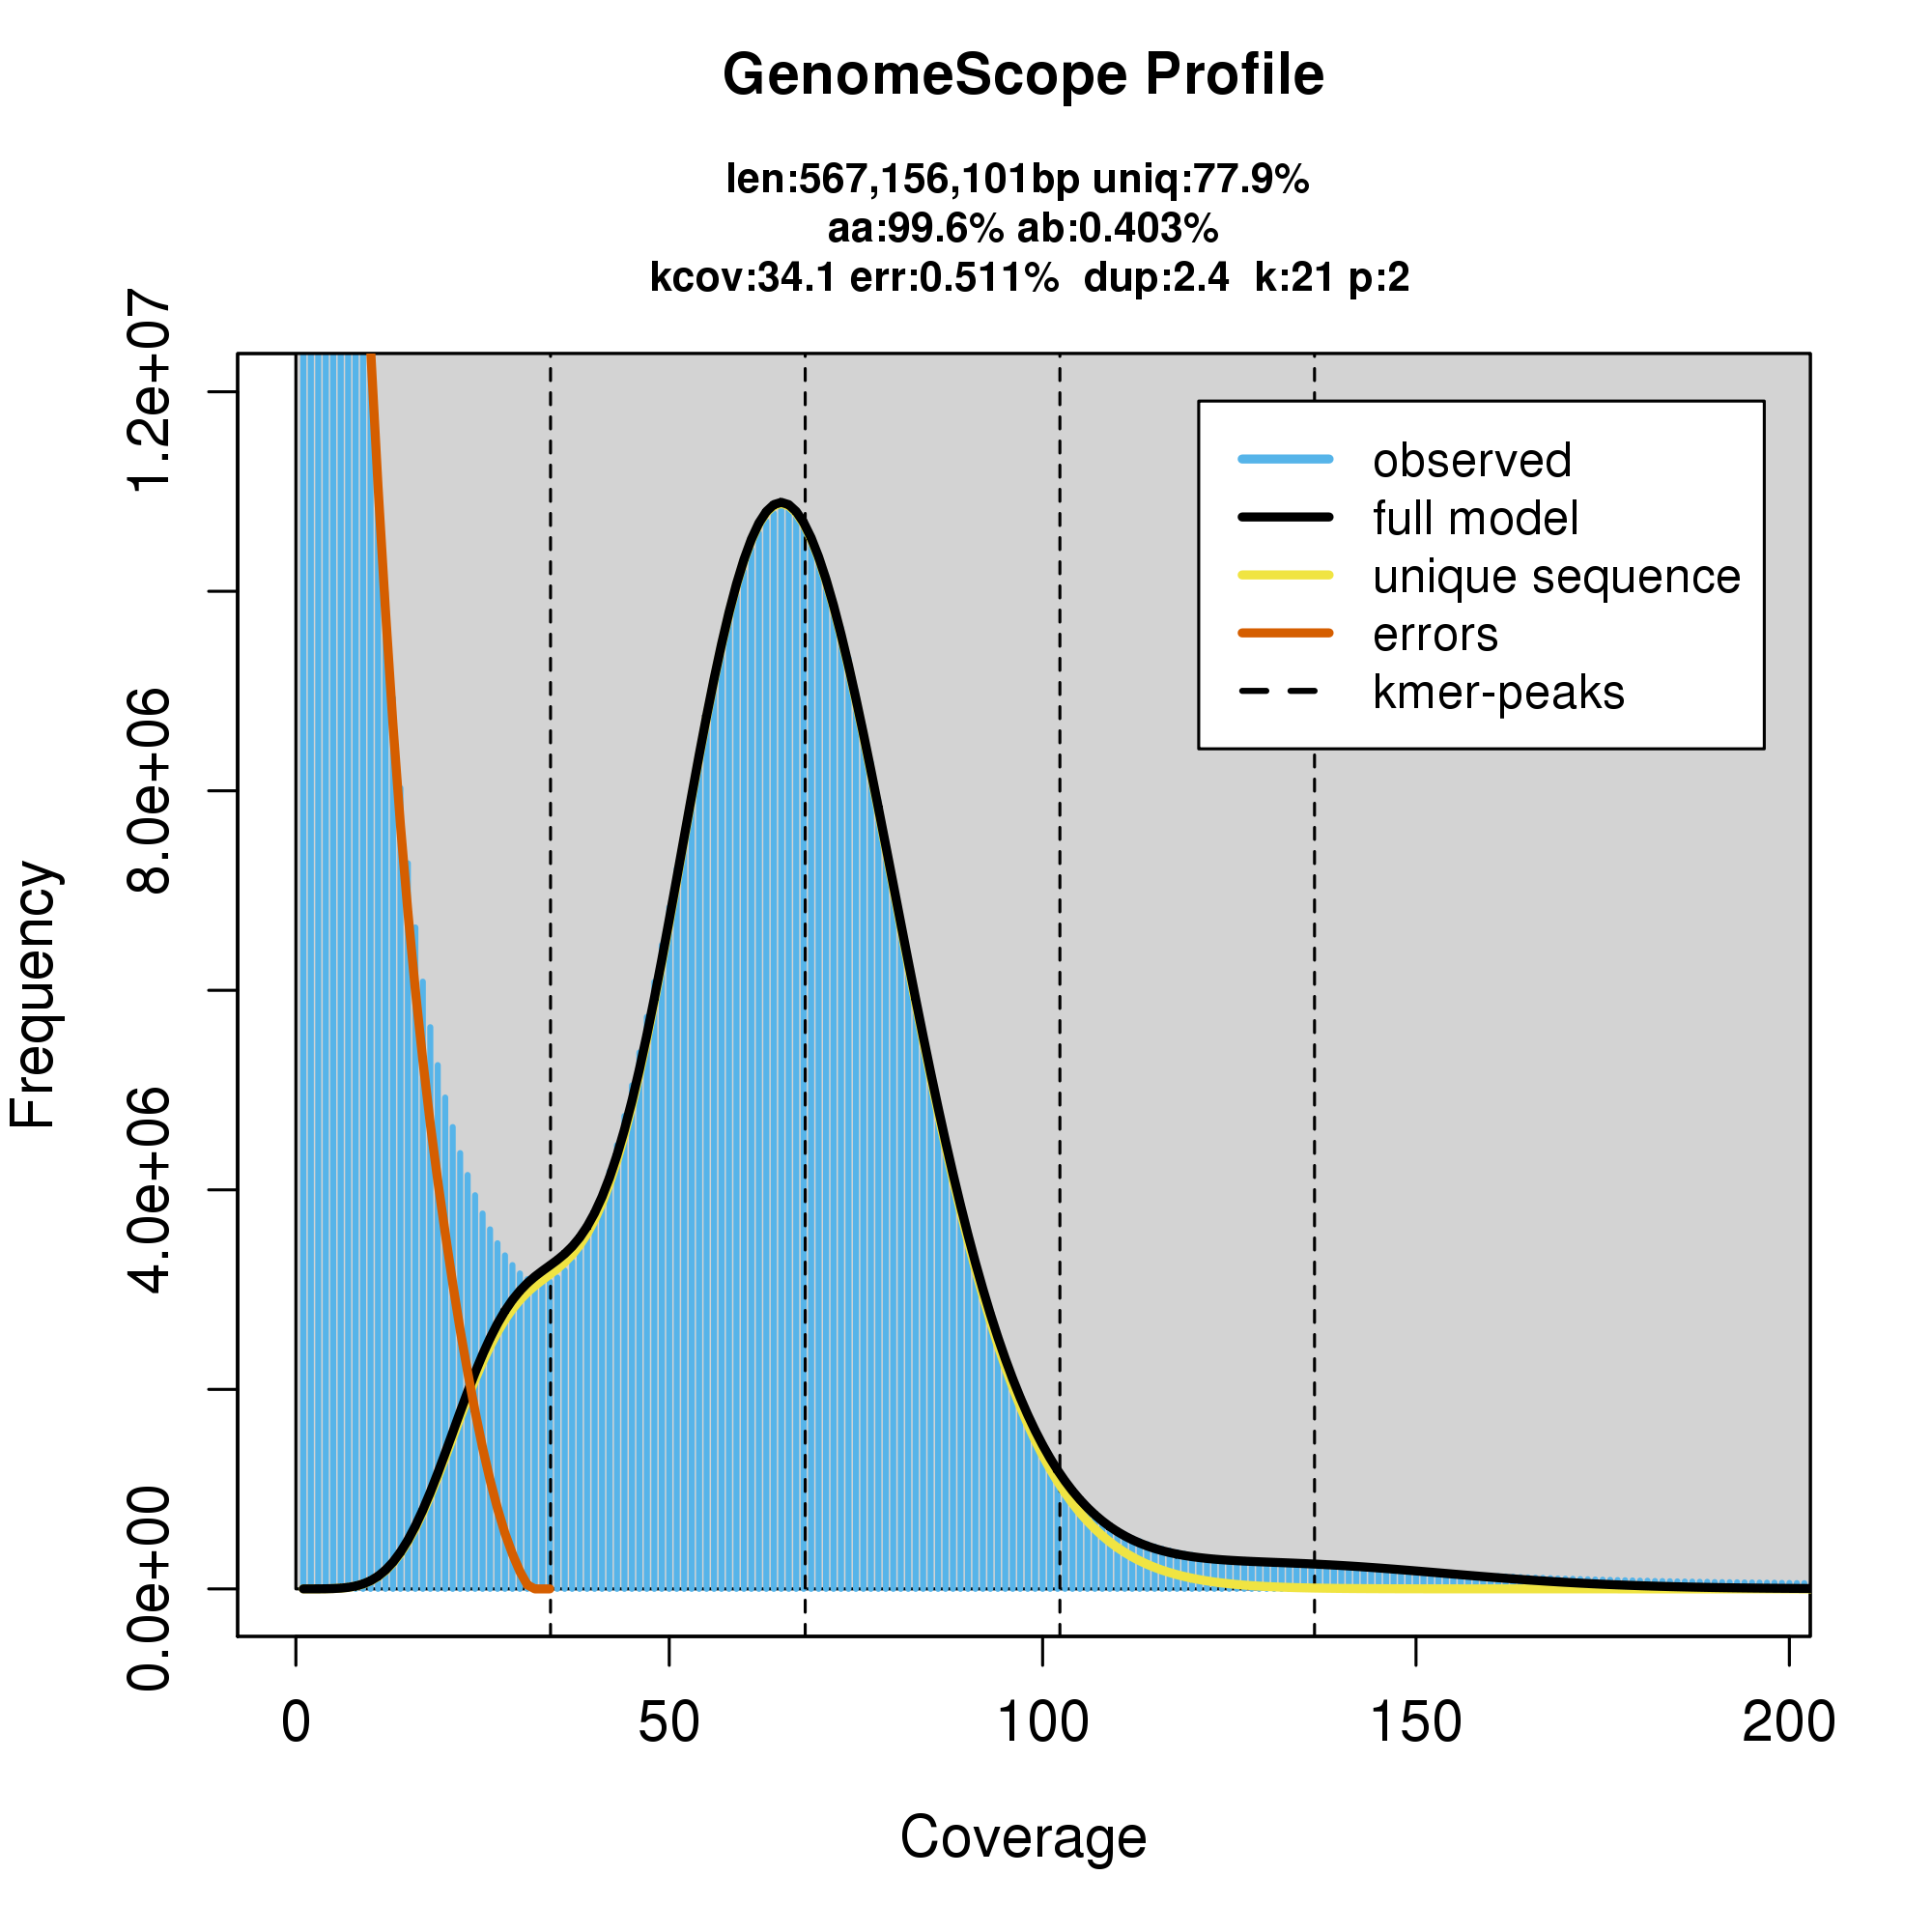 GenomeScope Profile
len:567,156,101bp uniq:77.9%
aa:99.6% ab:0.403%
kcov:34.1 err:0.511% dup:2.4 k:21 p:2
observed
full model
unique sequence
errors
kmer-peaks
Frequency
1.2e+07
8.0e+06
4.0e+06
0.0e+00
0 50 100 150 200
Coverage